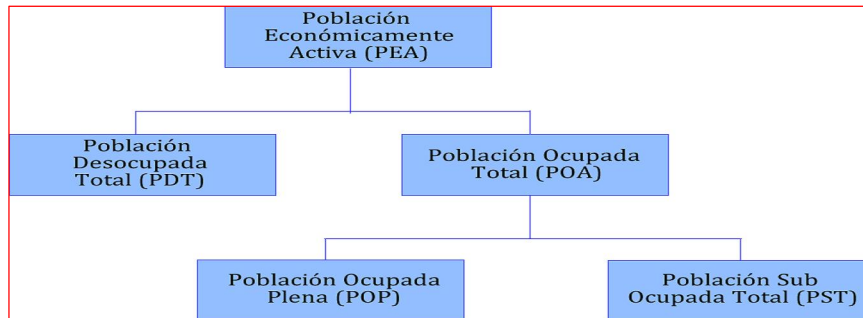 Población
Económicamente
Activa (PEA)
Población
Desocupada
Total (PDT)
Población Ocupada
Total (POA)
Población Ocupada
Plena (POP)
Población Sub
Ocupada Total (PST)